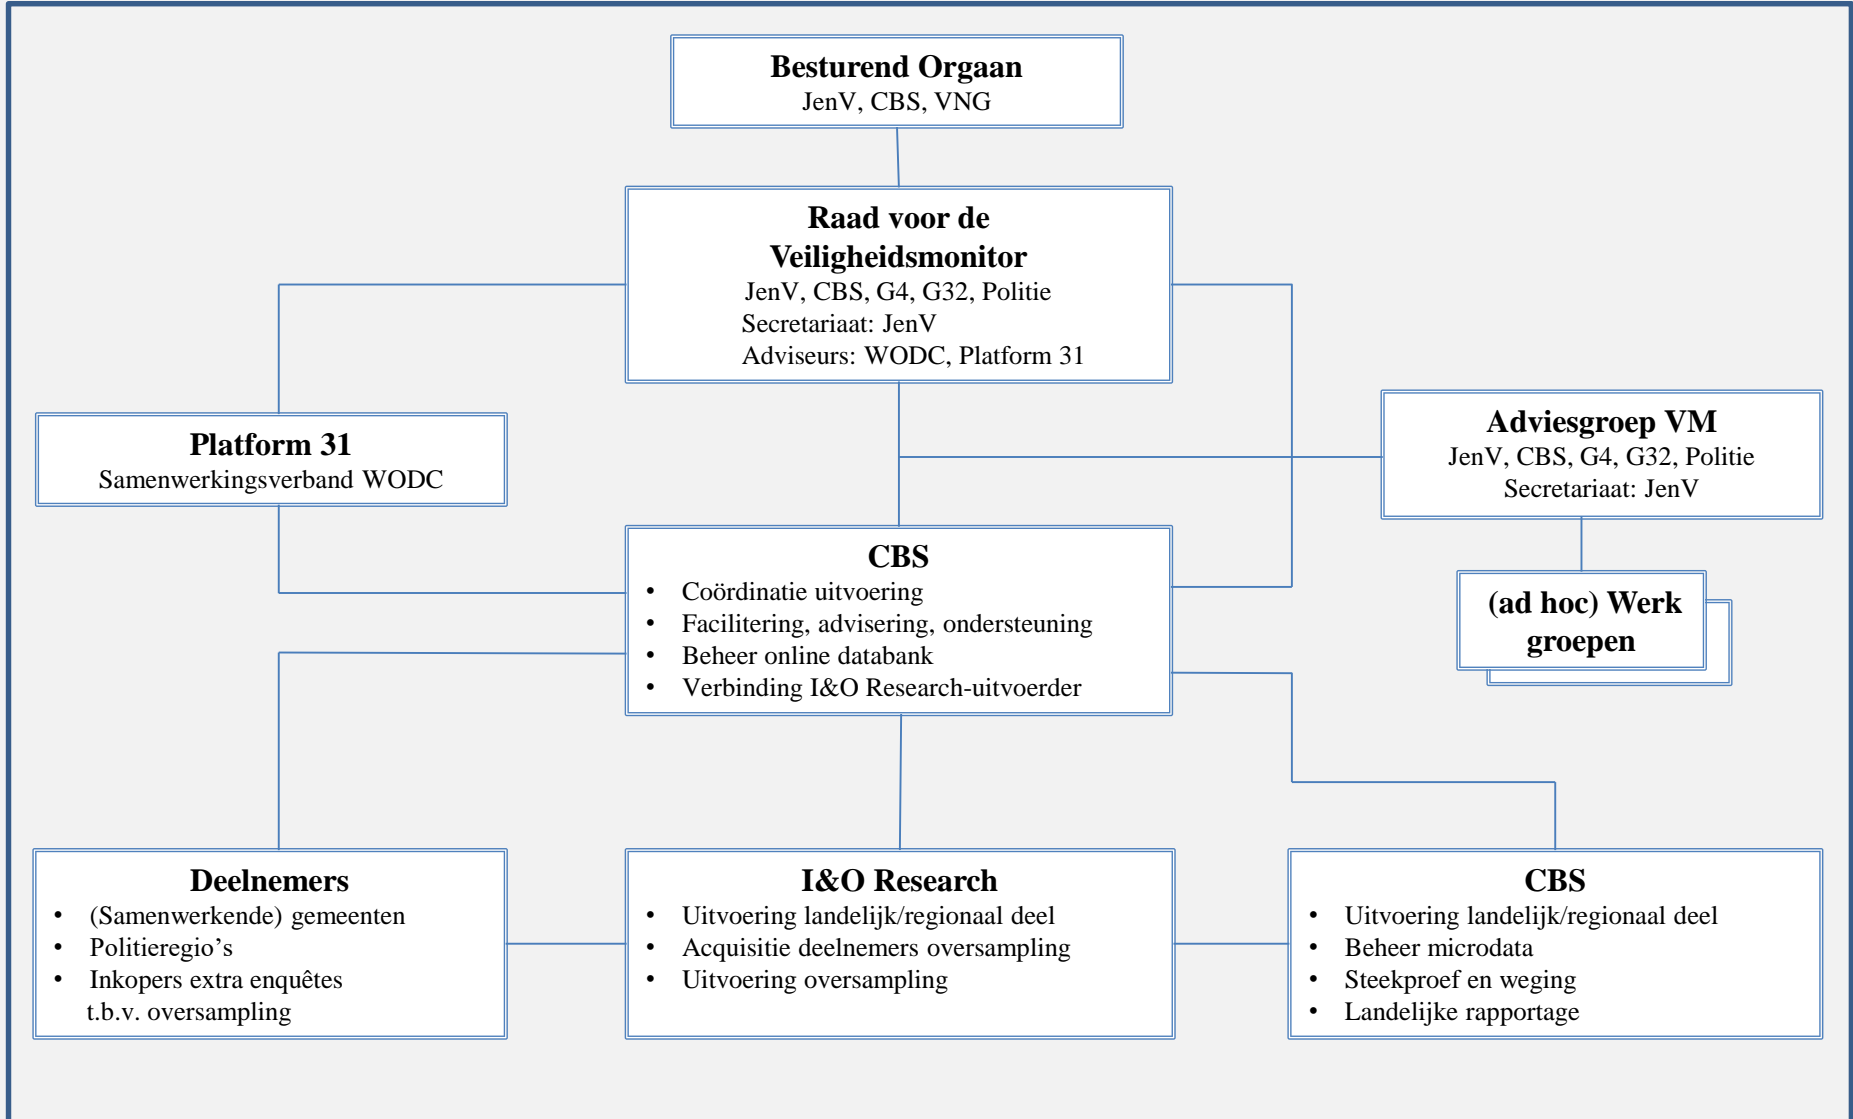 Besturend Orgaan
JenV, CBS, VNG
Raad voor de
Veiligheidsmonitor
JenV, CBS, G4, G32, Politie
Secretariaat: JenV
Adviseurs: WODC, Platform 31
Platform 31
Samenwerkingsverband WODC
Adviesgroep VM
JenV, CBS, G4, G32, Politie
Secretariaat: JenV
CBS
• Coördinatie uitvoering
• Facilitering, advisering, ondersteuning
• Beheer online databank
• Verbinding I&O Research-uitvoerder
(ad hoc) Werk
groepen
Deelnemers
• (Samenwerkende) gemeenten
• Politieregio’s
• Inkopers extra enquêtes
t.b.v. oversampling
I&O Research
• Uitvoering landelijk/regionaal deel
• Acquisitie deelnemers oversampling
• Uitvoering oversampling
CBS
• Uitvoering landelijk/regionaal deel
• Beheer microdata
• Steekproef en weging
• Landelijke rapportage